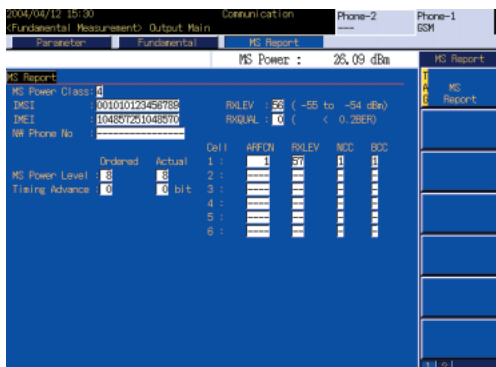 2004/04/12 15:30 Communication Phone-2 Phone-1
<Fundamental Measurement> Output Main ---- GSM
Parameter Fundamental MS Report
MS Power : 26.09 dBm MS Report
MS Report
TAG MS Report
MS Power Class: 4
IMSI : 001010123456789 RXLEV : 56 ( -55 to -54 dBm)
IMEI : 104857251048570 RXQUAL : 0 ( < 0.2BER)
NW Phone No :
Cell ARFCN RXLEV NCC BCC
Ordered Actual 1 : 1 57 1 1
MS Power Level : 8 8 2 : ---- -- - -
Timing Advance : 0 0 bit 3 : ---- -- - -
4 : ---- -- - -
5 : ---- -- - -
6 : ---- -- - -
1 2